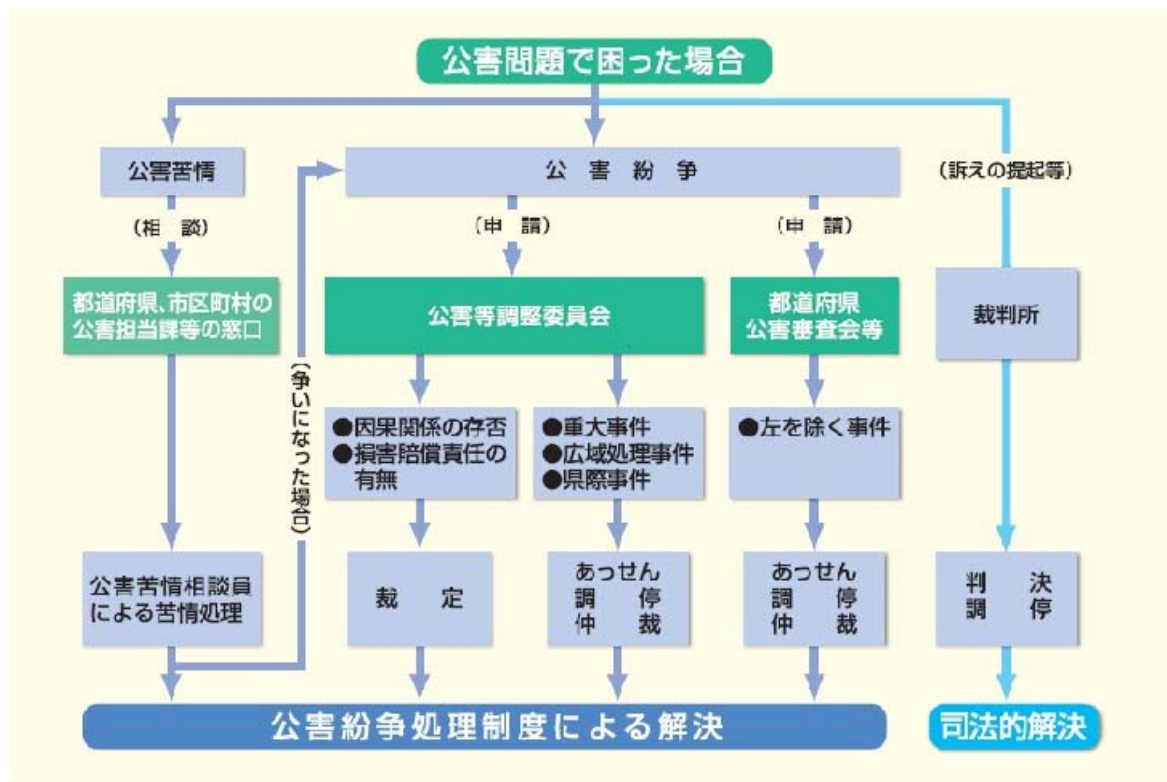 公害問題で困った場合
公害苦情
公害紛争
(訴えの提起等)
(相談)
(申請)
(申請)
都道府県、市区町村の
公害担当課等の窓口
公害等調整委員会
都道府県
公害審査会等
裁判所
(争いになった場合)
●因果関係の存否
●損害賠償責任の
有無
●重大事件
●広域処理事件
●県際事件
●左を除く事件
公害苦情相談員
による苦情処理
裁定
あっせん
調停
仲裁
あっせん
調停
仲裁
判決
調停
公害紛争処理制度による解決
司法的解決